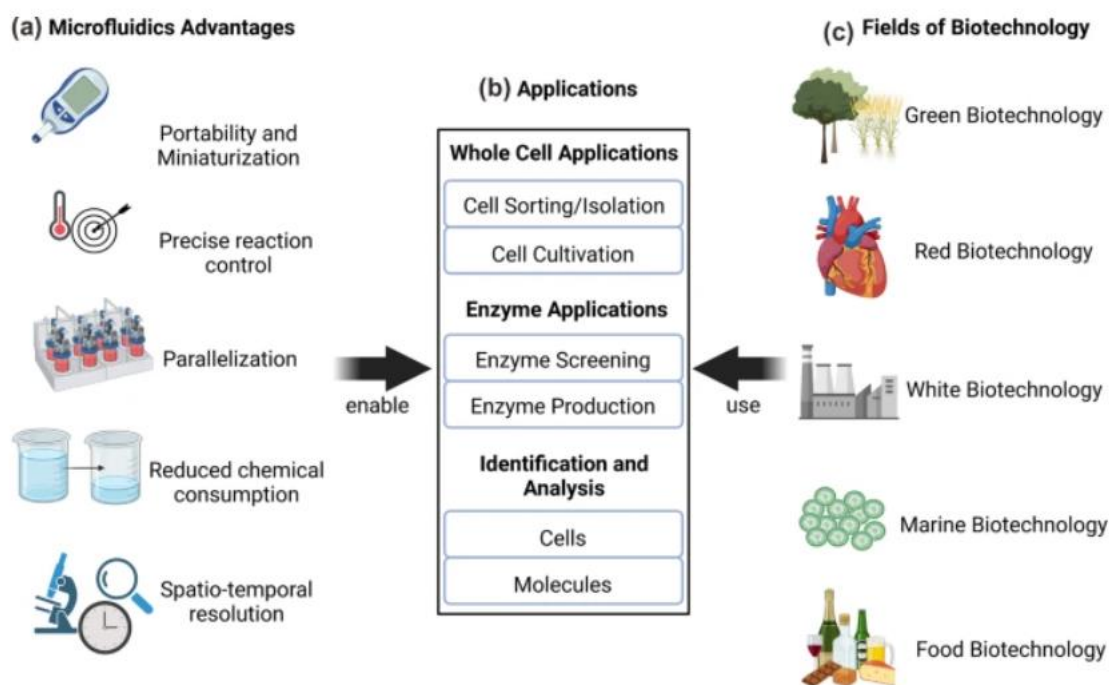 (a) Microfluidics Advantages
Portability and
Miniaturization
Precise reaction
control
Parallelization
Reduced chemical
consumption
Spatio-temporal
resolution
enable
(b) Applications
Whole Cell Applications
Cell Sorting/Isolation
Cell Cultivation
Enzyme Applications
Enzyme Screening
Enzyme Production
Identification and
Analysis
Cells
Molecules
use
(c) Fields of Biotechnology
Green Biotechnology
Red Biotechnology
White Biotechnology
Marine Biotechnology
Food Biotechnology